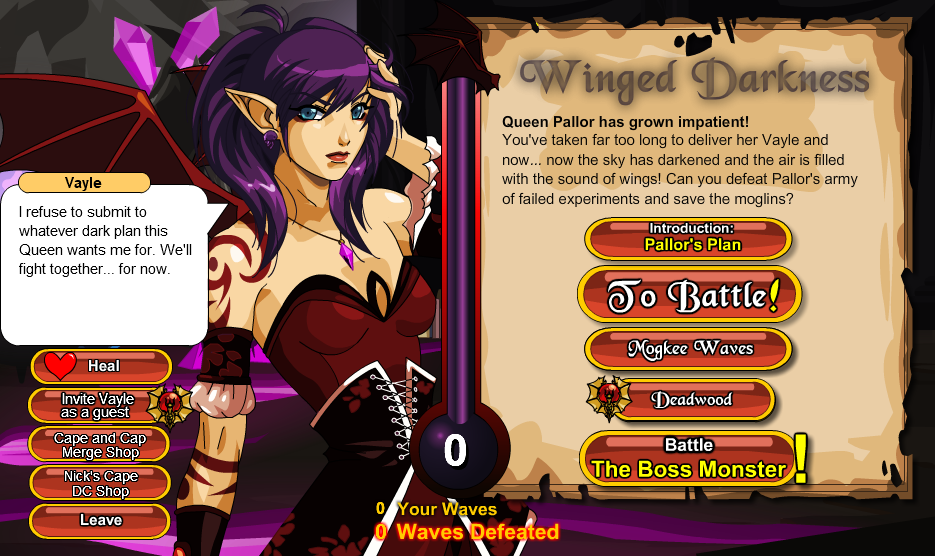 Vayle
I refuse to submit to
whatever dark plan this
Queen wants me for. We'll
fight together... for now.
Heal
Invite Vayle
as a guest
Cape and Cap
Merge Shop
Nick's Cape
DC Shop
Leave
0
0 Your Waves
0 Waves Defeated
Winged Darkness
Queen Pallor has grown impatient!
You've taken far too long to deliver her Vayle and
now... now the sky has darkened and the air is filled
with the sound of wings! Can you defeat Pallor's army
of failed experiments and save the moglins?
Introduction:
Pallor's Plan
To Battle!
Mogkee Waves
Deadwood
Battle
The Boss Monster!